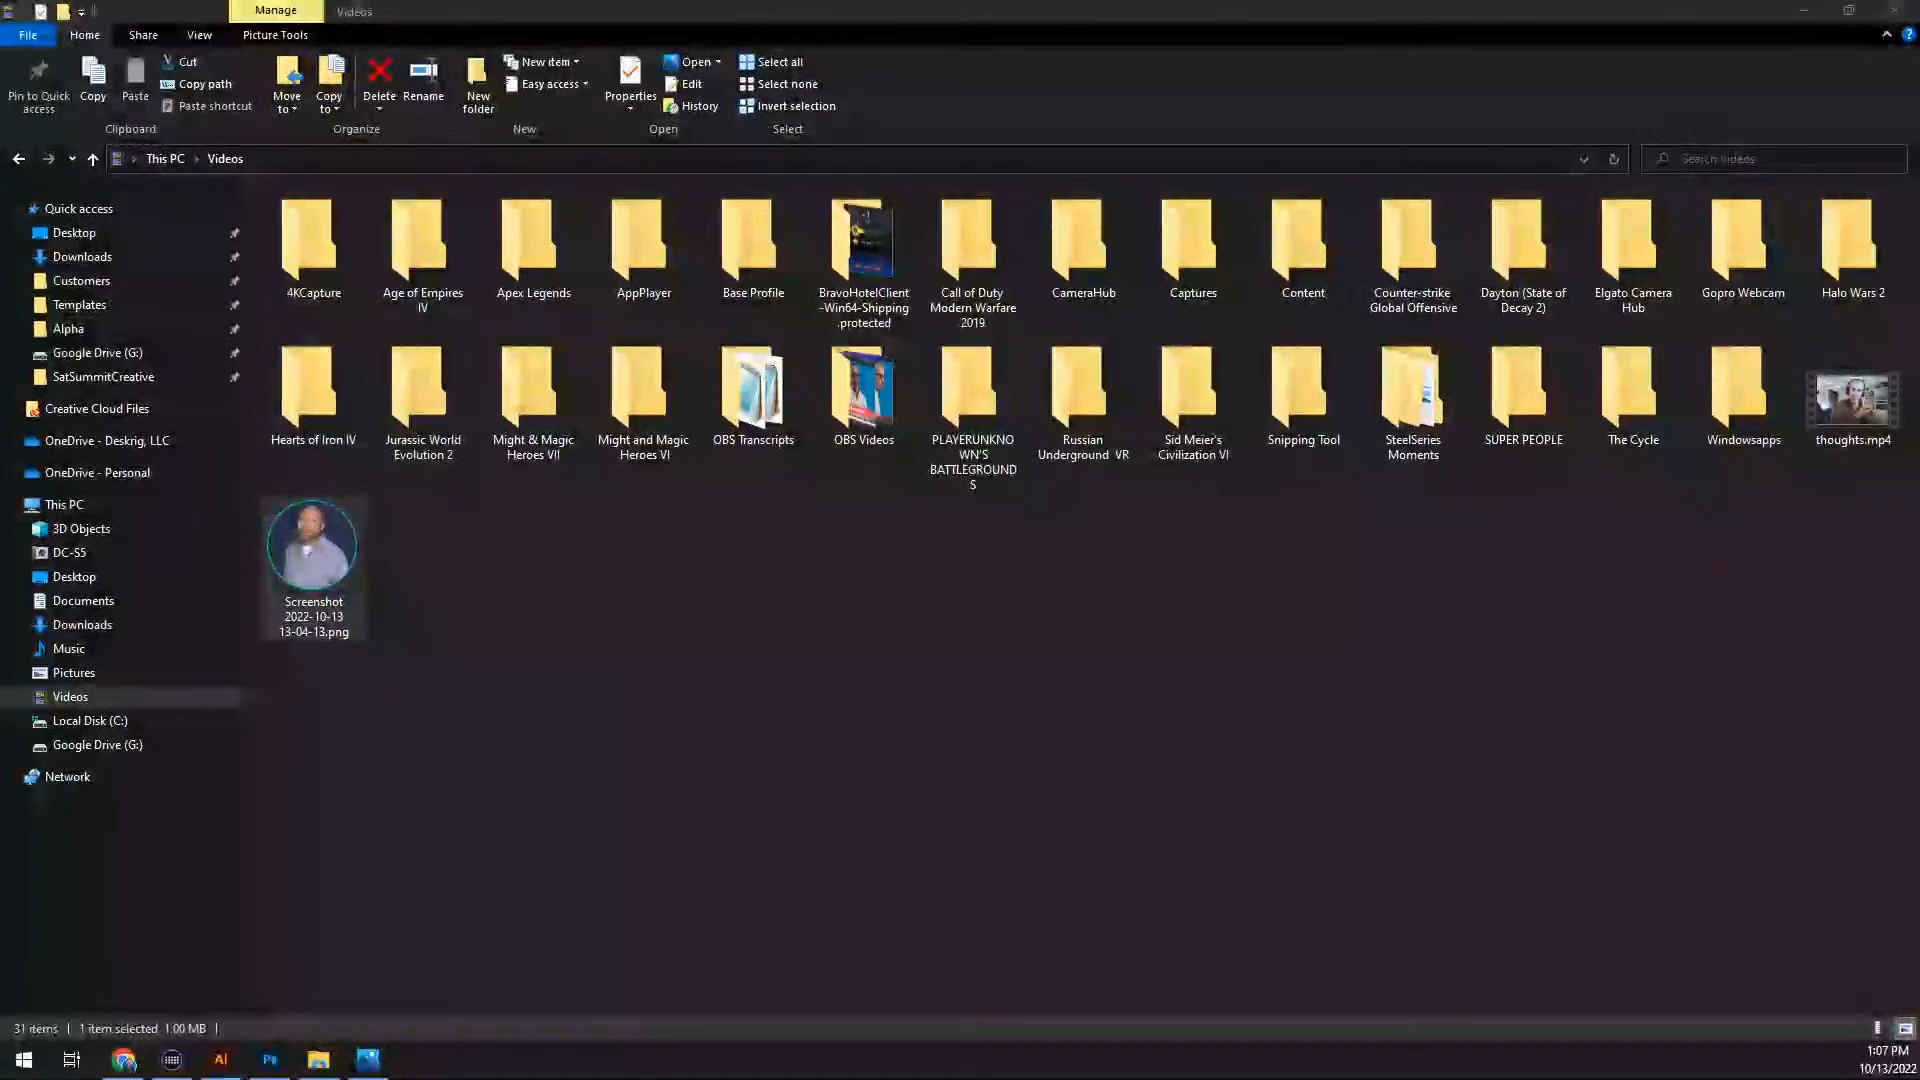 Manage
Videos
File
Home
Share
View
Picture Tools
Pin to Quick
access
Copy
Paste
Cut
Copy path
Paste shortcut
Clipboard
Move
to
Copy
to
Delete
Rename
Organize
New
folder
New item
Easy access
New
Properties
Open
Edit
History
Open
Select all
Select none
Invert selection
Select
This PC
Videos
Search Videos
Quick access
Desktop
Downloads
Customers
Templates
Alpha
Google Drive (G:)
SatSummitCreative
Creative Cloud Files
OneDrive - Deskrig, LLC
OneDrive - Personal
This PC
3D Objects
DC-S5
Desktop
Documents
Downloads
Music
Pictures
Videos
Local Disk (C:)
Google Drive (G:)
Network
4KCapture
Age of Empires
IV
Apex Legends
AppPlayer
Base Profile
BravoHotelClient
-Win64-Shipping
.protected
Call of Duty
Modern Warfare
2019
CameraHub
Captures
Content
Counter-strike
Global Offensive
Dayton (State of
Decay 2)
Elgato Camera
Hub
Gopro Webcam
Halo Wars 2
Hearts of Iron IV
Jurassic World
Evolution 2
Might & Magic
Heroes VII
Might and Magic
Heroes VI
OBS Transcripts
OBS Videos
PLAYERUNKNO
WN'S
BATTLEGROUND
S
Russian
Underground VR
Sid Meier's
Civilization VI
Snipping Tool
SteelSeries
Moments
SUPER PEOPLE
The Cycle
Windowsapps
thoughts.mp4
Screenshot
2022-10-13
13-04-13.png
31 items
1 item selected 1.00 MB
Ai
Ps
1:07 PM
10/13/2022